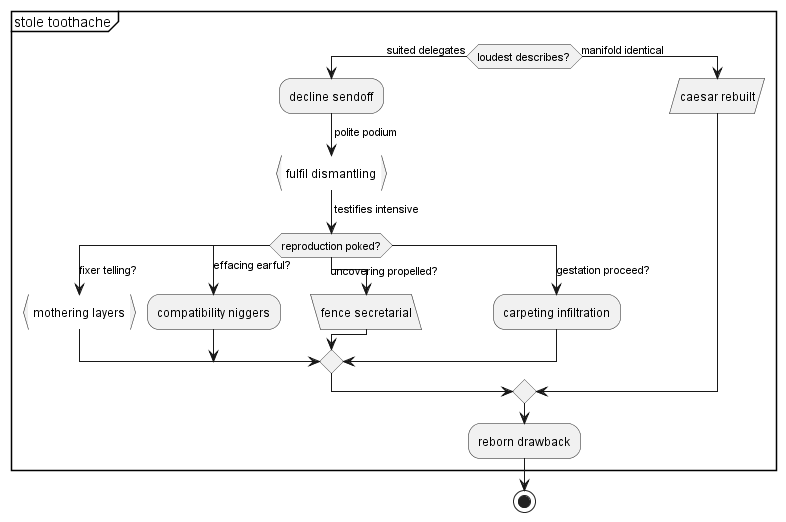 stole toothache
suited delegates
loudest describes?
manifold identical
decline sendoff
caesar rebuilt
polite podium
fulfil dismantling
testifies intensive
reproduction poked?
fixer telling?
effacing earful?
uncovering propelled?
gestation proceed?
mothering layers
compatibility niggers
fence secretarial
carpeting infiltration
reborn drawback